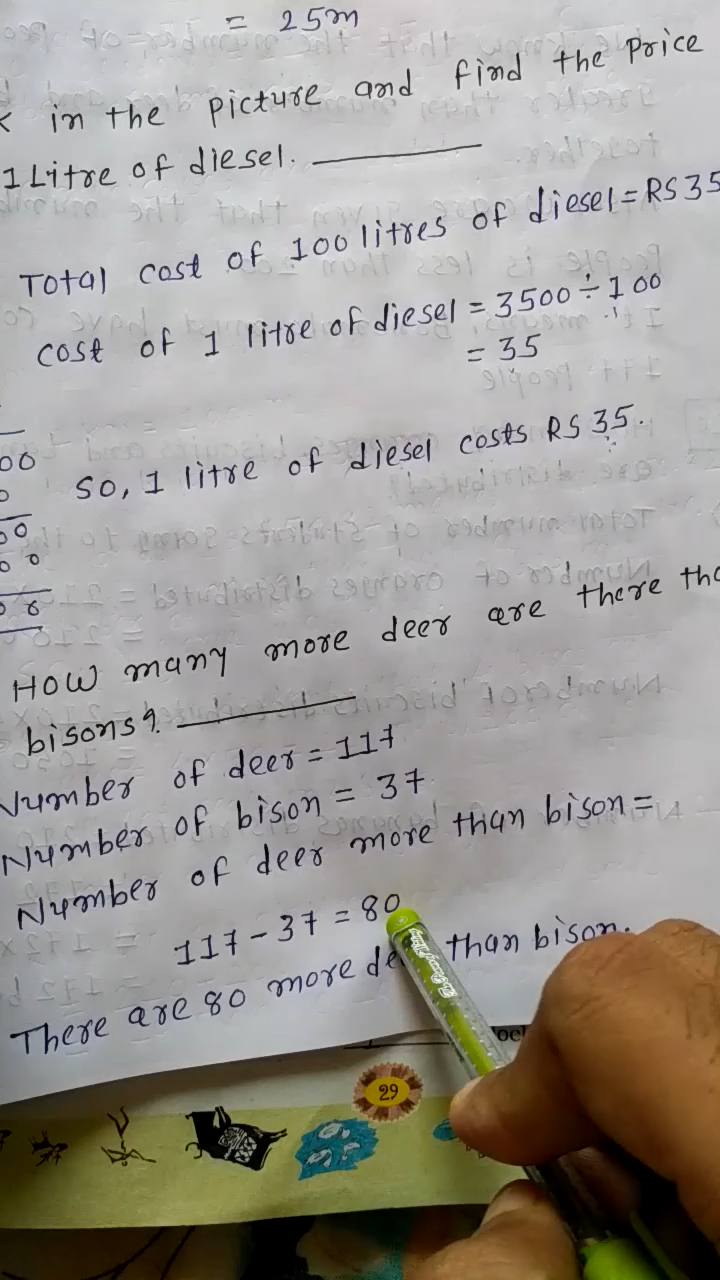 = 25m
in the picture and find the price
1 Litre of diesel.
Total cost of 100 litres of diesel = RS 35
cost of 1 litre of diesel = 3500 ÷ 100
= 35
00
So, 1 litre of diesel costs RS 35.
How many more deer are there
bisons?
Number of deer = 117
Number of bison = 37
Number of deer more than bison =
117 - 37 = 80
There are 80 more than bison.
29